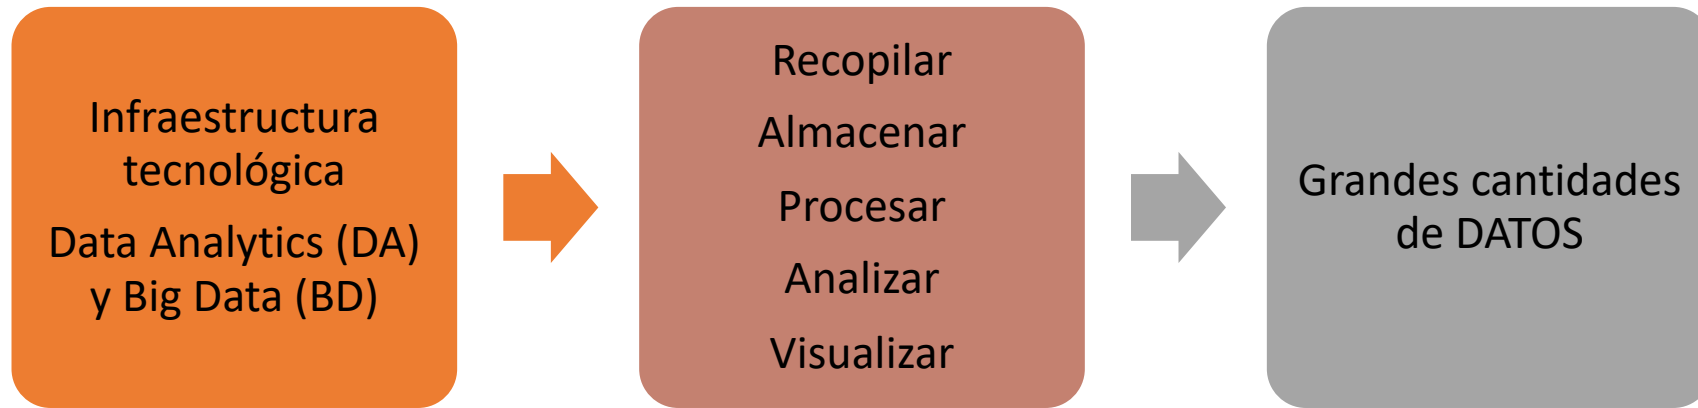 Infraestructura
tecnológica
Data Analytics (DA)
y Big Data (BD)
Recopilar
Almacenar
Procesar
Analizar
Visualizar
Grandes cantidades
de DATOS